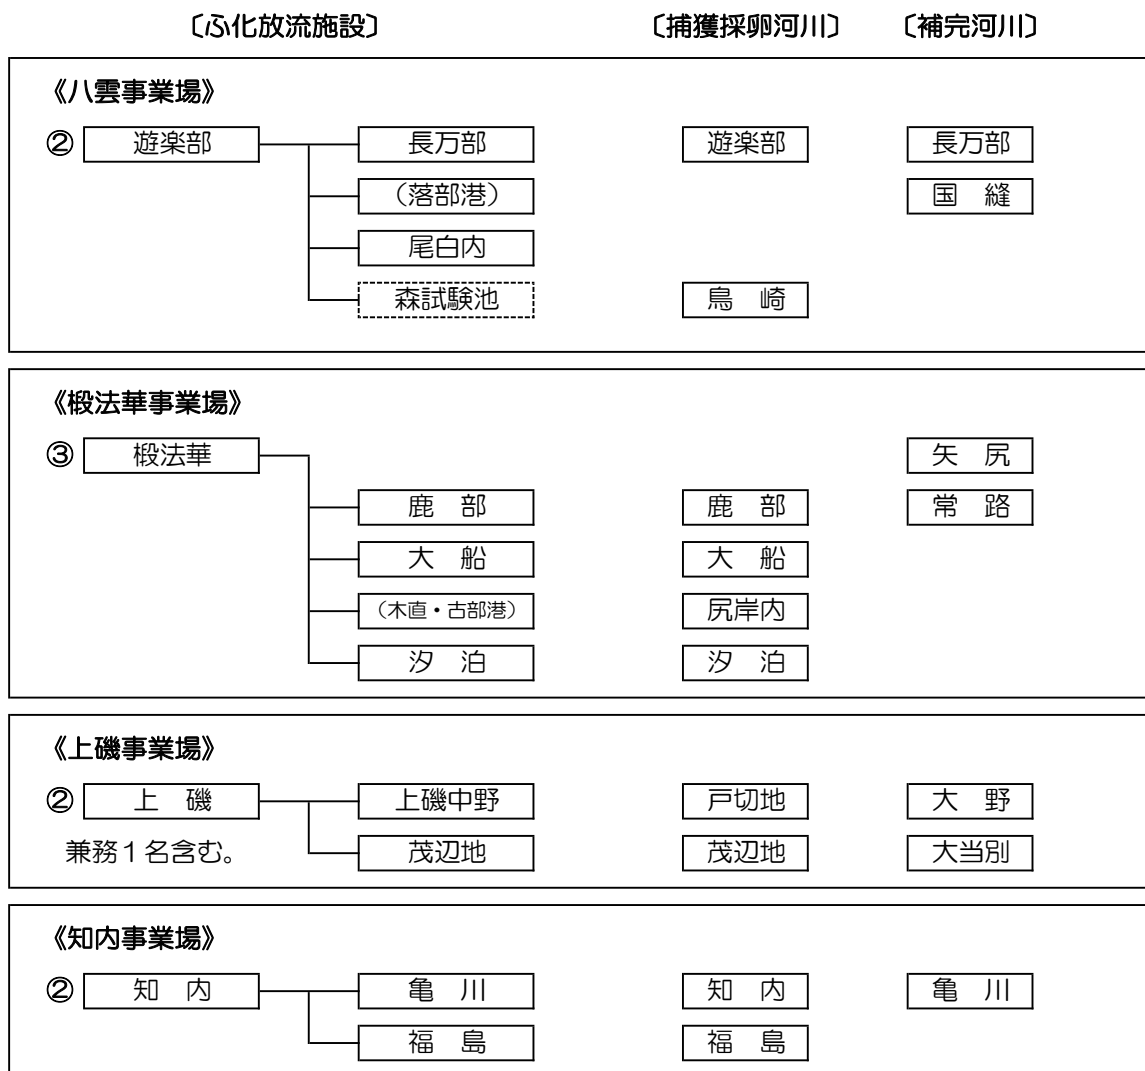 〔ふ化放流施設〕 〔捕獲採卵河川〕 〔補完河川〕
《八雲事業場》
② 遊楽部 長万部 遊楽部 長万部
(落部港) 国 縫
尾白内
森試験池 鳥 崎
《椴法華事業場》
③ 椴法華 矢 尻
鹿 部 鹿 部 常 路
大 船 大 船
(木直・古部港) 尻岸内
汐 泊 汐 泊
《上磯事業場》
② 上 磯 上磯中野 戸切地 大 野
兼務1名含む。 茂辺地 茂辺地 大当別
《知内事業場》
② 知 内 亀 川 知 内 亀 川
福 島 福 島